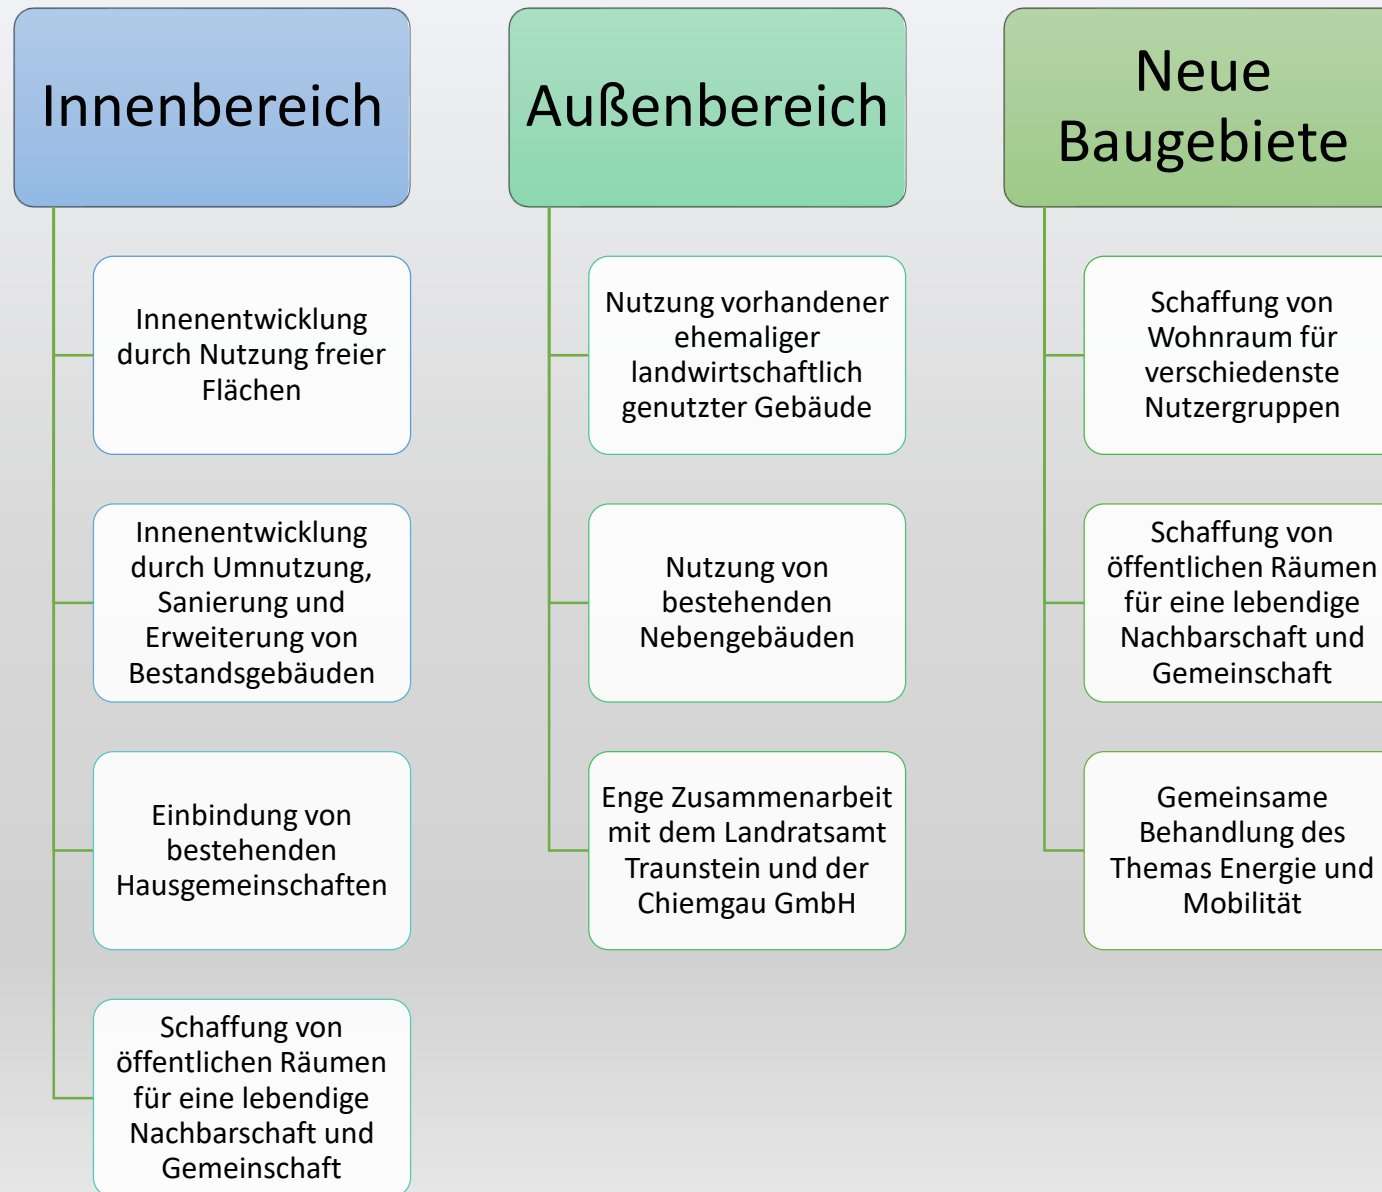 Innenbereich
Innenentwicklung
durch Nutzung freier
Flächen
Innenentwicklung
durch Umnutzung,
Sanierung und
Erweiterung von
Bestandsgebäuden
Einbindung von
bestehenden
Hausgemeinschaften
Schaffung von
öffentlichen Räumen
für eine lebendige
Nachbarschaft und
Gemeinschaft
Außenbereich
Nutzung vorhandener
ehemaliger
landwirtschaftlich
genutzter Gebäude
Nutzung von
bestehenden
Nebengebäuden
Enge Zusammenarbeit
mit dem Landratsamt
Traunstein und der
Chiemgau GmbH
Neue
Baugebiete
Schaffung von
Wohnraum für
verschiedenste
Nutzergruppen
Schaffung von
öffentlichen Räumen
für eine lebendige
Nachbarschaft und
Gemeinschaft
Gemeinsame
Behandlung des
Themas Energie und
Mobilität